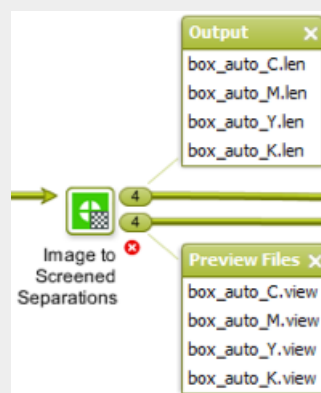 Output
box_auto_C.len
box_auto_M.len
box_auto_Y.len
box_auto_K.len
4
4
Image to
Screened
Separations
Preview Files
box_auto_C.view
box_auto_M.view
box_auto_Y.view
box_auto_K.view